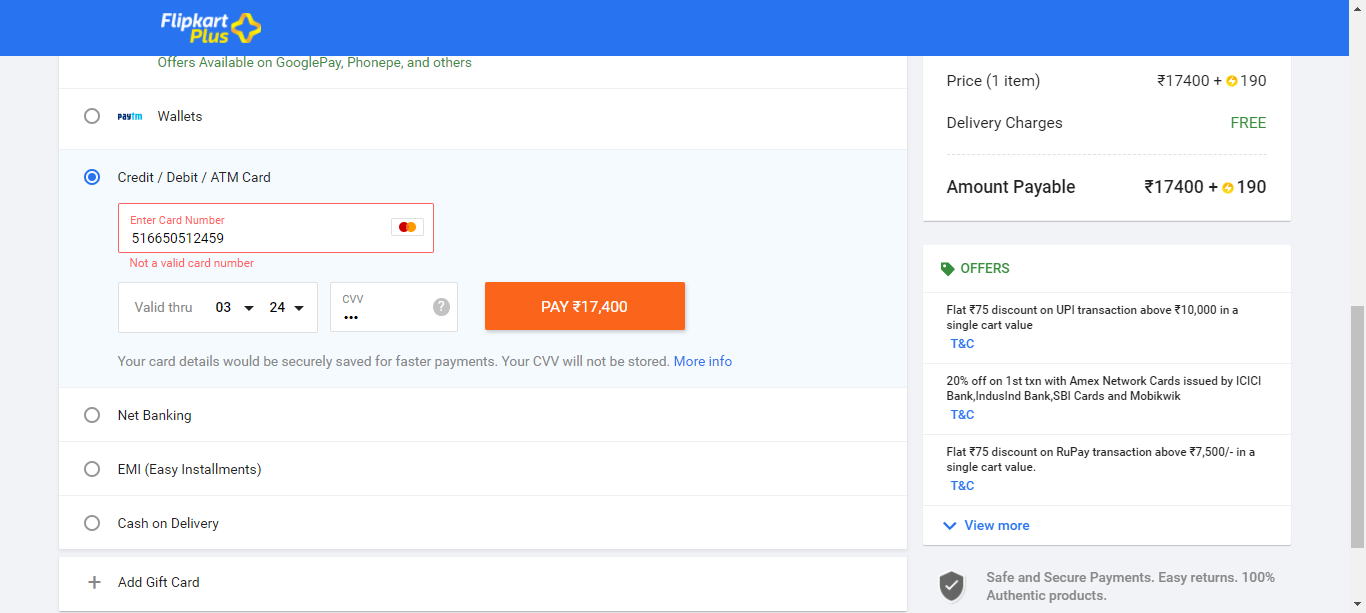 Flipkart
Plus
Offers Available on GooglePay, Phonepe, and others
paytm Wallets
Credit / Debit / ATM Card
Enter Card Number
516650512459
Not a valid card number
Valid thru 03 24
CVV
•••
?
PAY ₹17,400
Your card details would be securely saved for faster payments. Your CVV will not be stored. More info
Net Banking
EMI (Easy Installments)
Cash on Delivery
+ Add Gift Card
Price (1 item) ₹17400 + 190
Delivery Charges FREE
Amount Payable ₹17400 + 190
OFFERS
Flat ₹75 discount on UPI transaction above ₹10,000 in a
single cart value
T&C
20% off on 1st txn with Amex Network Cards issued by ICICI
Bank,IndusInd Bank,SBI Cards and Mobikwik
T&C
Flat ₹75 discount on RuPay transaction above ₹7,500/- in a
single cart value.
T&C
View more
Safe and Secure Payments. Easy returns. 100%
Authentic products.